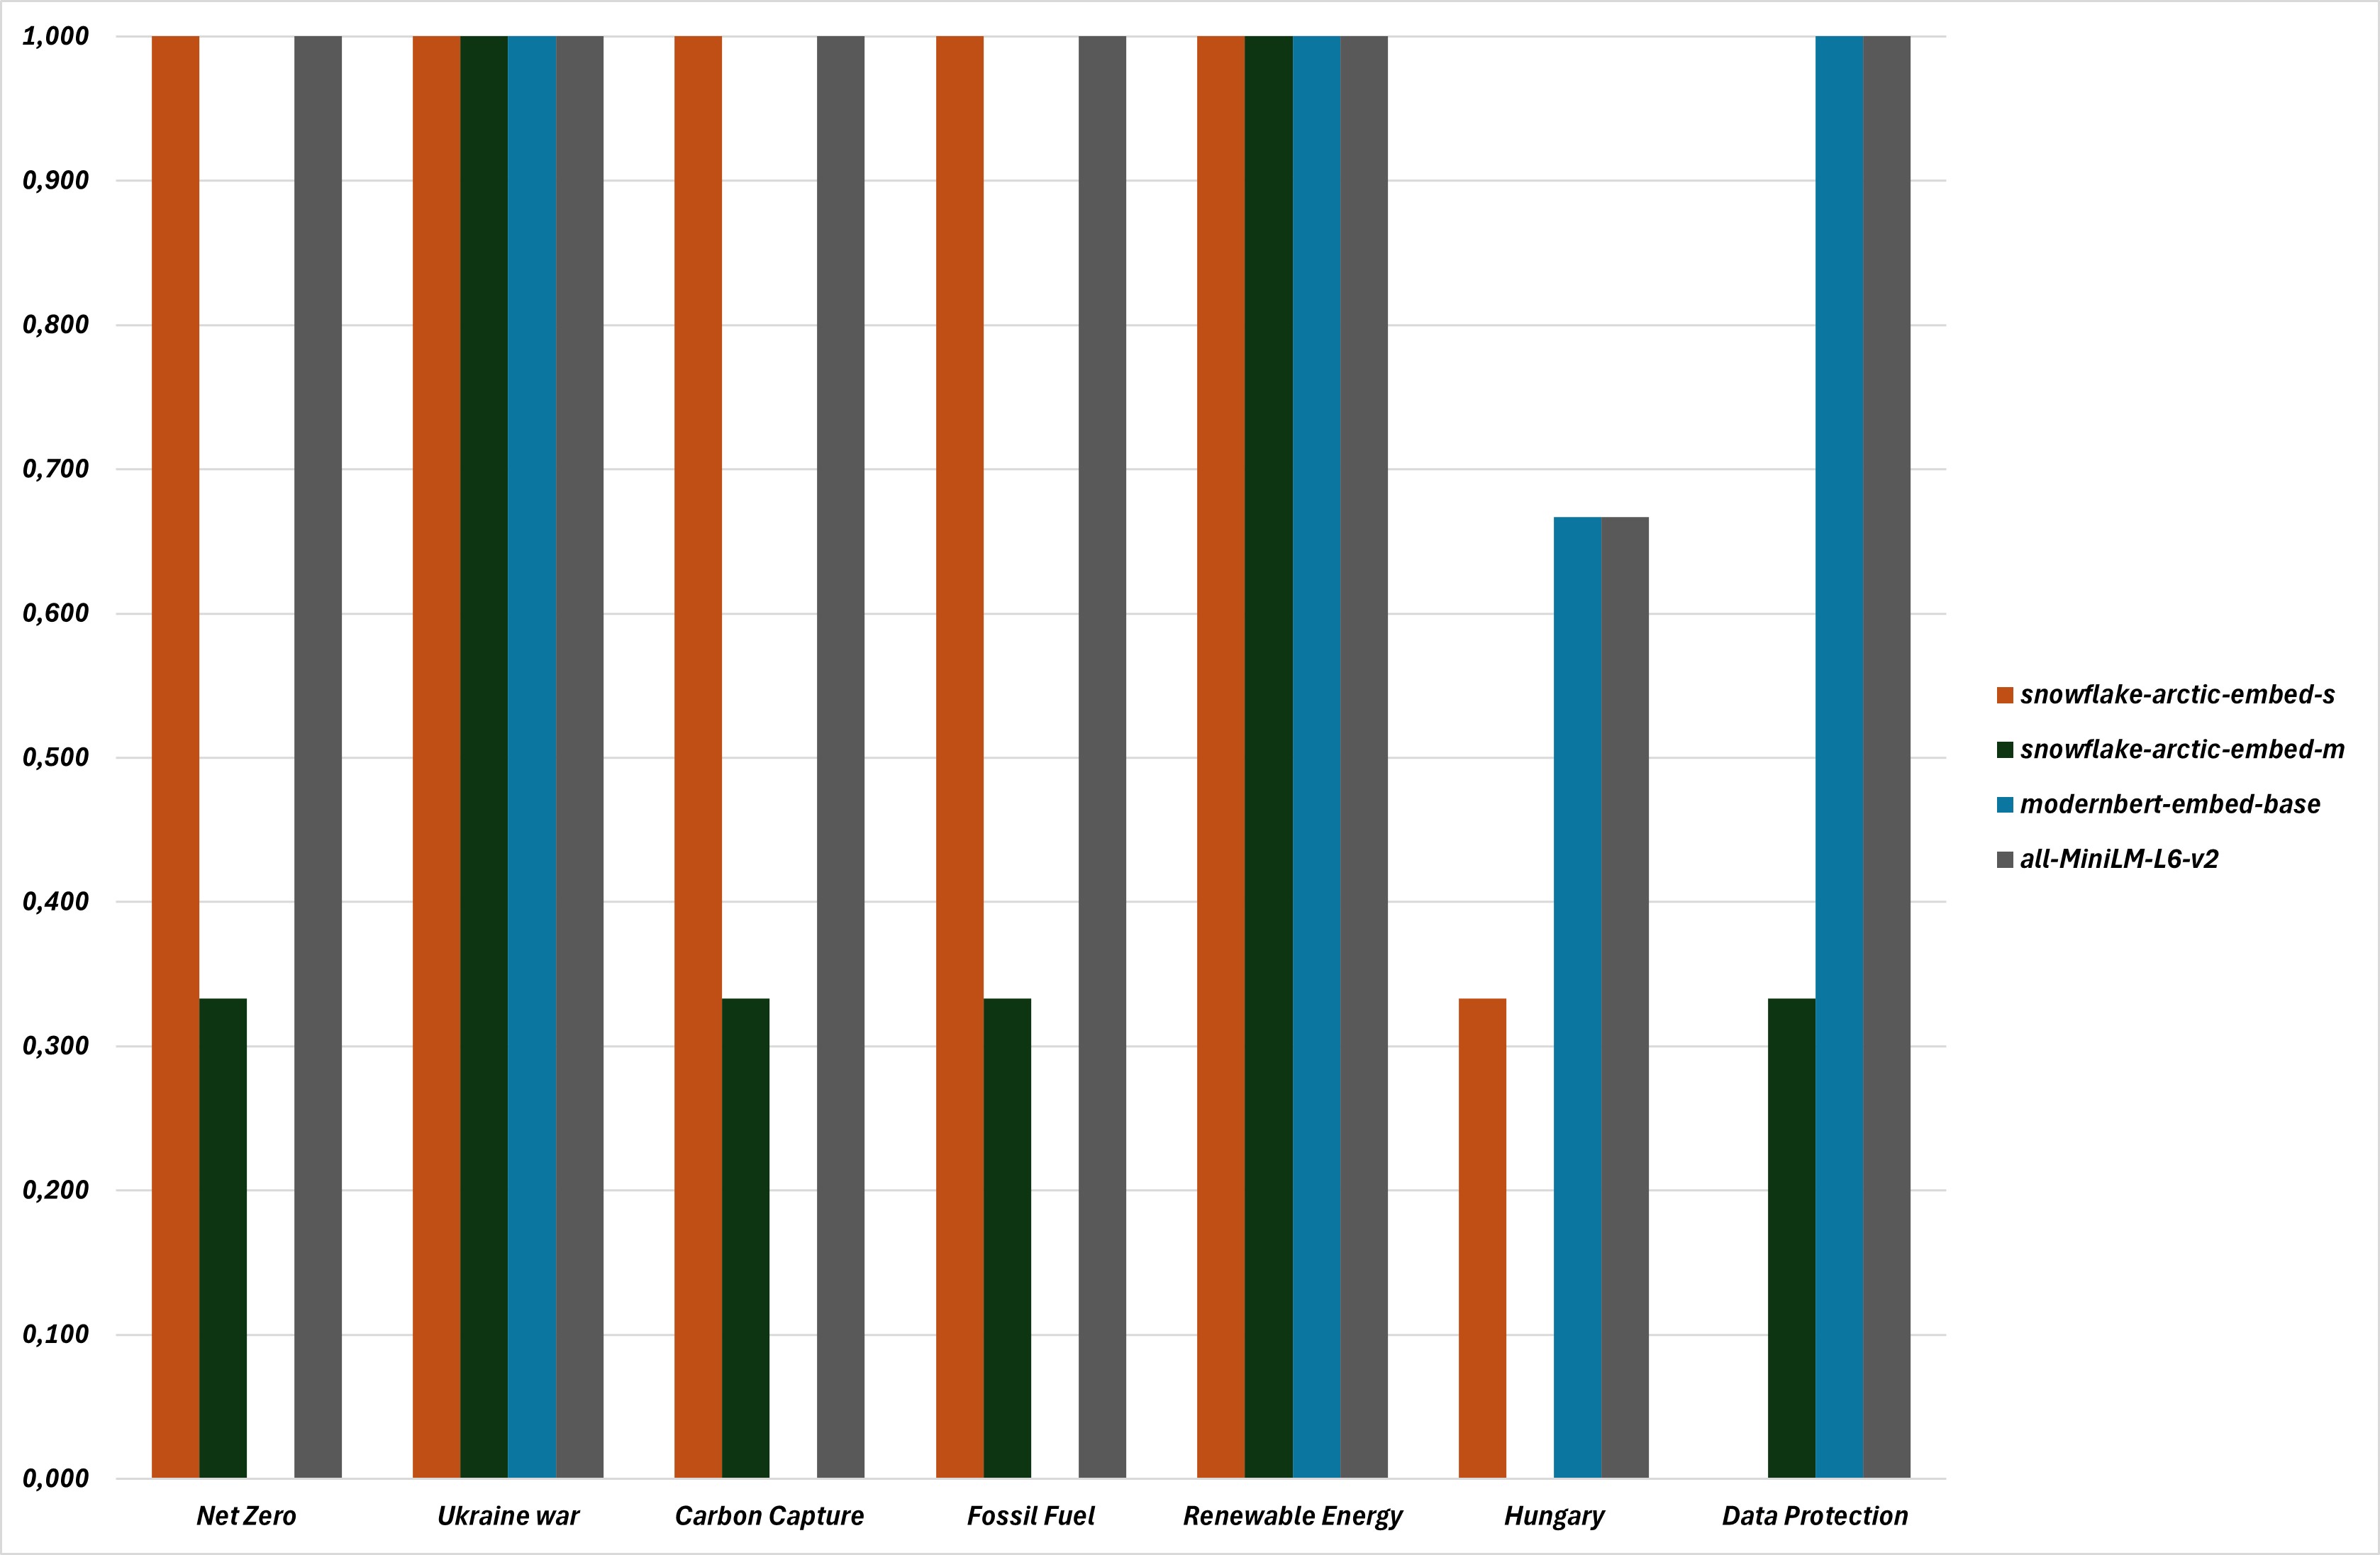 1,000
0,900
0,800
0,700
0,600
0,500
0,400
0,300
0,200
0,100
0,000
Net Zero
Ukraine war
Carbon Capture
Fossil Fuel
Renewable Energy
Hungary
Data Protection
snowflake-arctic-embed-s
snowflake-arctic-embed-m
modernbert-embed-base
all-MiniLM-L6-v2